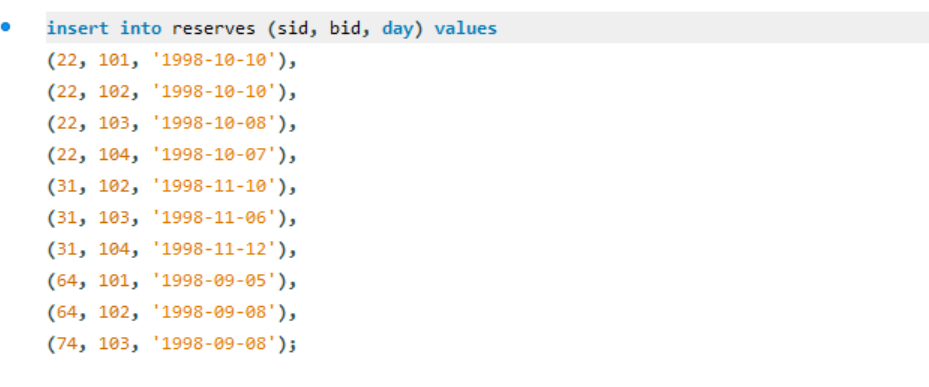 insert into reserves (sid, bid, day) values
(22, 101, '1998-10-10'),
(22, 102, '1998-10-10'),
(22, 103, '1998-10-08'),
(22, 104, '1998-10-07'),
(31, 102, '1998-11-10'),
(31, 103, '1998-11-06'),
(31, 104, '1998-11-12'),
(64, 101, '1998-09-05'),
(64, 102, '1998-09-08'),
(74, 103, '1998-09-08');